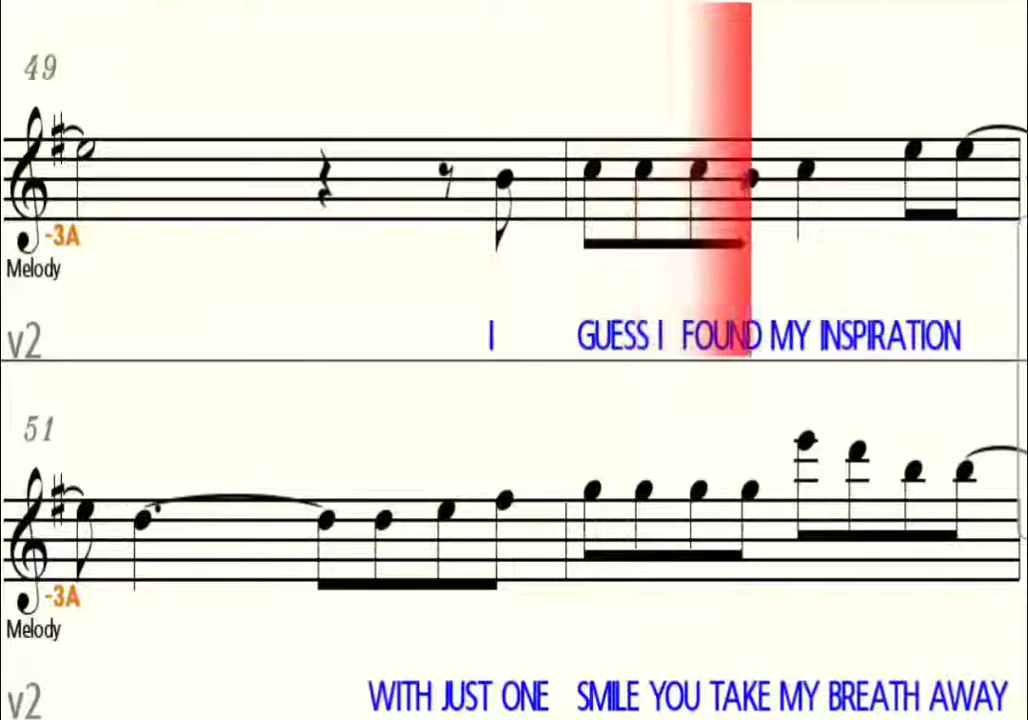 49
-3A
Melody
v2
I GUESS I FOUND MY INSPIRATION
51
-3A
Melody
v2
WITH JUST ONE SMILE YOU TAKE MY BREATH AWAY